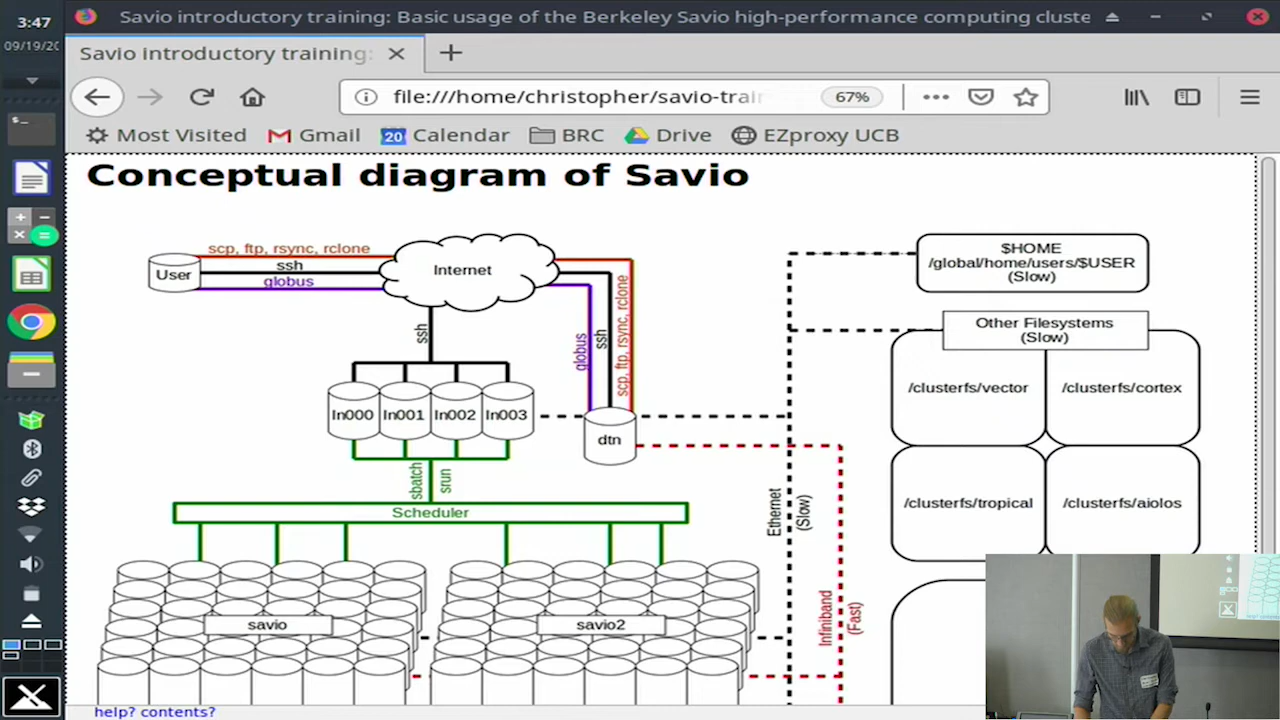 3:47
09/19/20
Savio introductory training: Basic usage of the Berkeley Savio high-performance computing cluste
Savio introductory training:
file:///home/christopher/savio-trai
67%
Most Visited
Gmail
20
Calendar
BRC
Drive
EZproxy UCB
Conceptual diagram of Savio
User
scp, ftp, rsync, rclone
ssh
globus
Internet
ssh
globus
ssh
scp, ftp, rsync, rclone
$HOME
/global/home/users/$USER
(Slow)
Other Filesystems
(Slow)
/clusterfs/vector
/clusterfs/cortex
/clusterfs/tropical
/clusterfs/aiolos
ln000
ln001
ln002
ln003
dtn
sbatch
srun
Scheduler
Ethernet
(Slow)
Infiniband
(Fast)
savio
savio2
help? contents?